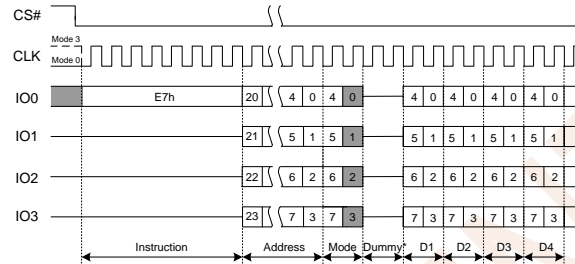 CS#
Mode 3
CLK
Mode 0
IO0 E7h 20 4 0 4 0 4 0 4 0 4 0 4 0
IO1 21 5 1 5 1 5 1 5 1 5 1 5 1
IO2 22 6 2 6 2 6 2 6 2 6 2 6 2
IO3 23 7 3 7 3 7 3 7 3 7 3 7 3
Instruction Address Mode Dummy* D1 D2 D3 D4